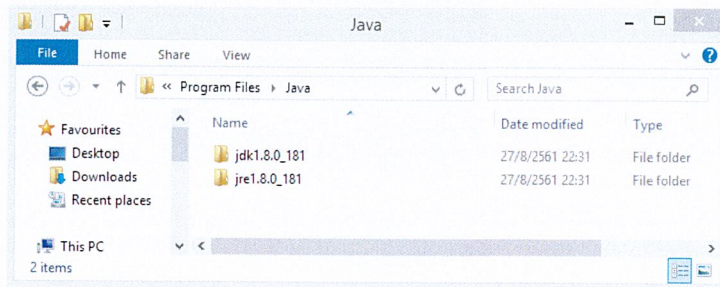 Java
File Home Share View
« Program Files Java
Search Java
Favourites
Desktop
Downloads
Recent places
This PC
Name Date modified Type
jdk1.8.0_181 27/8/2561 22:31 File folder
jre1.8.0_181 27/8/2561 22:31 File folder
2 items